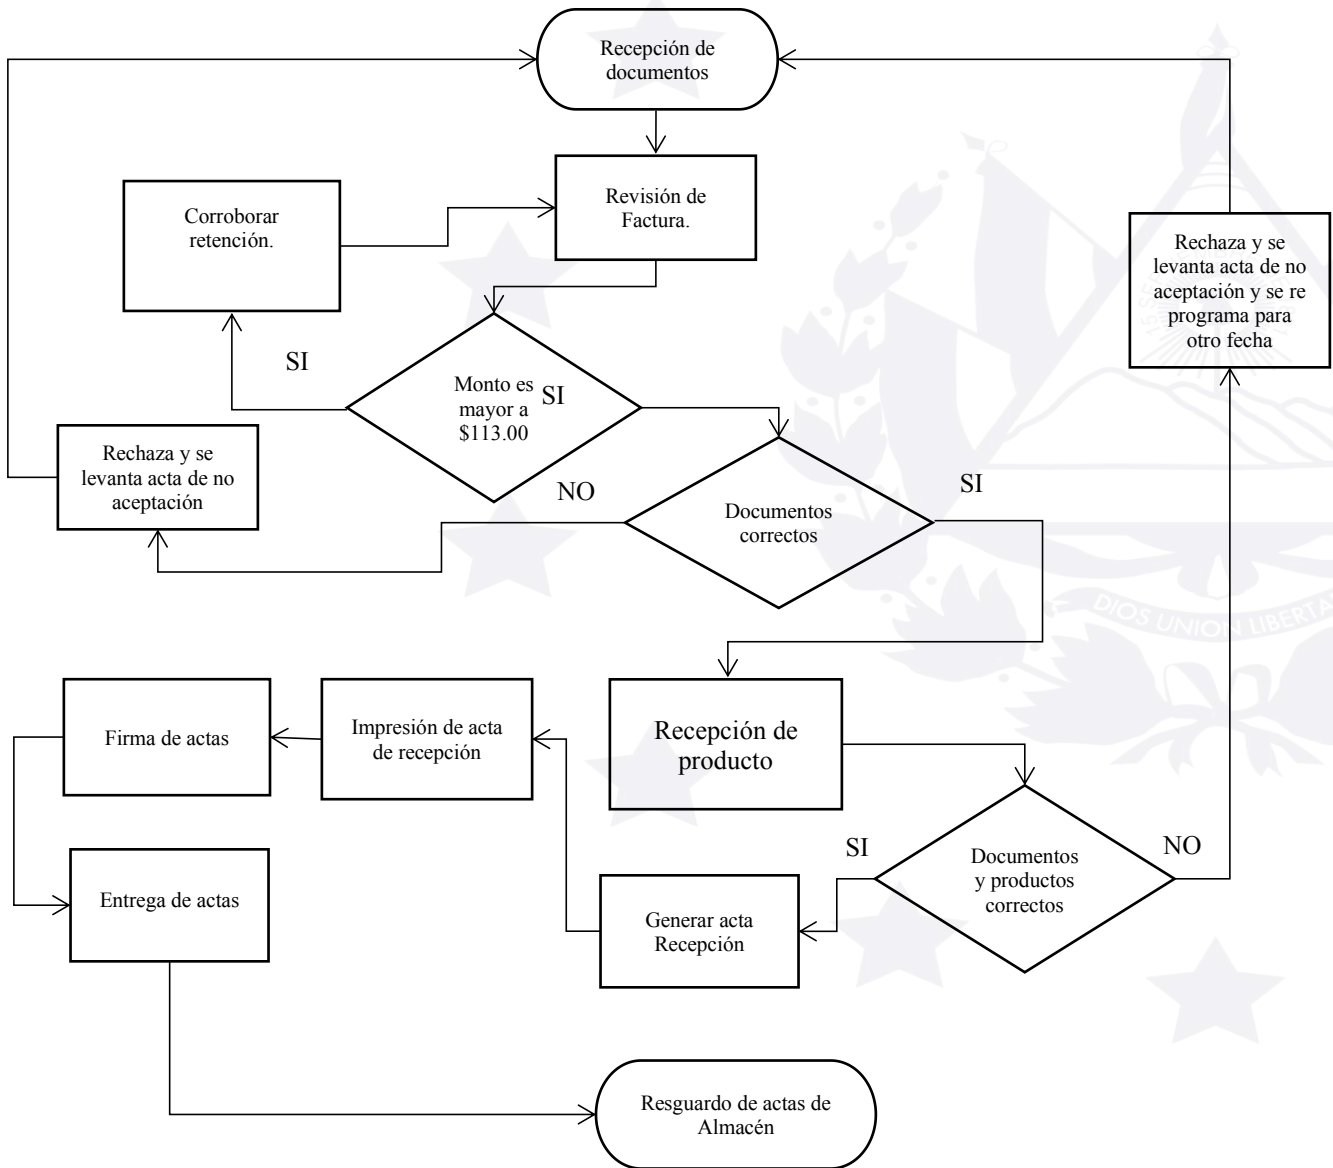 Recepción de
documentos
Revisión de
Factura.
Corroborar
retención.
Rechaza y se
levanta acta de no
aceptación y se re
programa para
otro fecha
SI
Monto es
mayor a
$113.00
SI
Rechaza y se
levanta acta de no
aceptación
NO
SI
Documentos
correctos
DIOS UNION LIBERTA
Firma de actas
Impresión de acta
de recepción
Recepción de
producto
SI
NO
Documentos
y productos
correctos
Entrega de actas
Generar acta
Recepción
Resguardo de actas de
Almacén